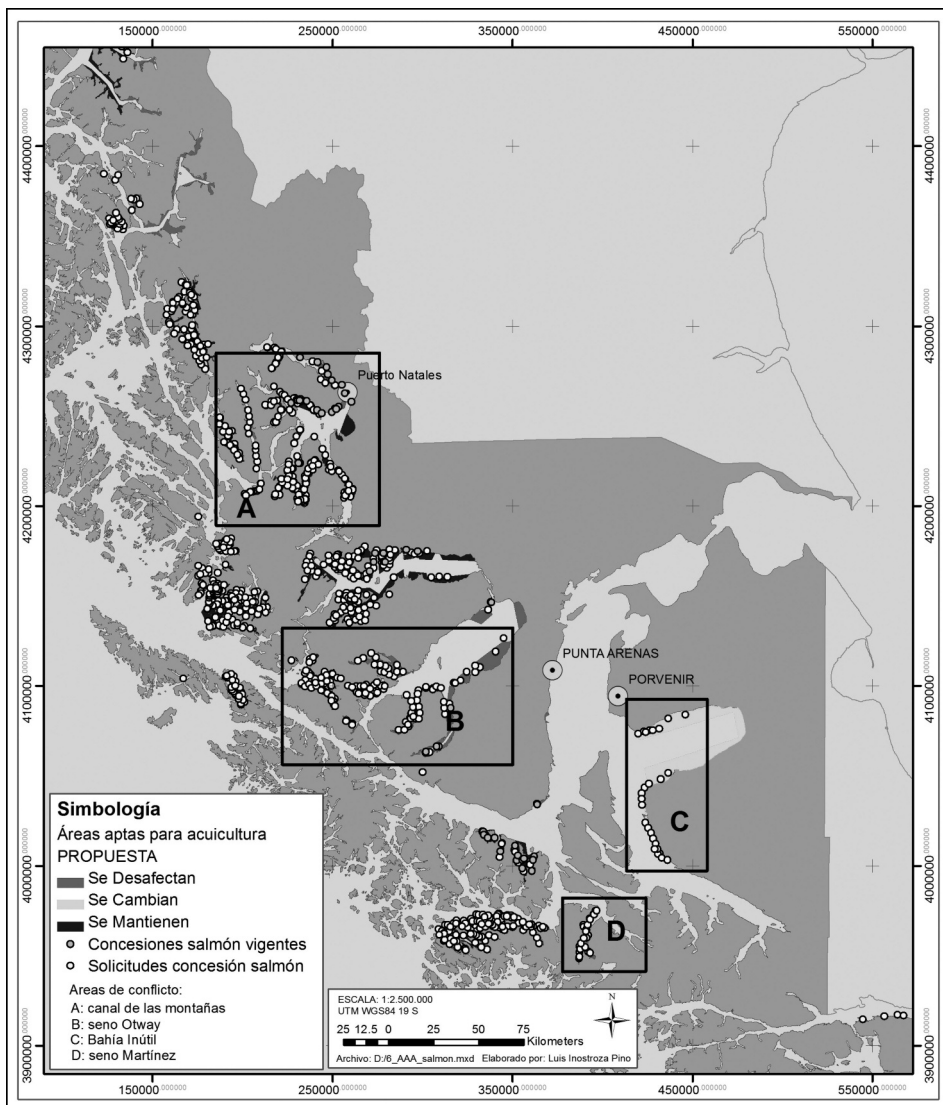 150000.000000 250000.000000 350000.000000 450000.000000 550000.000000
4400000.000000 4400000.000000
4300000.000000 4300000.000000
Puerto Natales
4200000.000000 A 4200000.000000
PUNTA ARENAS
4100000.000000 PORVENIR 4100000.000000
B
C
Simbología
Áreas aptas para acuicultura
PROPUESTA
Se Desafectan
4000000.000000
Se Cambian
Se Mantienen
Concesiones salmón vigentes
D
Solicitudes concesión salmón
Areas de conflicto:
A: canal de las montañas
B: seno Otway
C: Bahía Inútil
D: seno Martínez
ESCALA: 1:2.500.000
UTM WGS84 19 S
N
25 12.5 0 25 50 75
Kilometers
Archivo: D:/6_AAA_salmon.mxd Elaborado por: Luis Inostroza Pino
4000000.000000
3900000.000000 3900000.000000
150000.000000 250000.000000 350000.000000 450000.000000 550000.000000